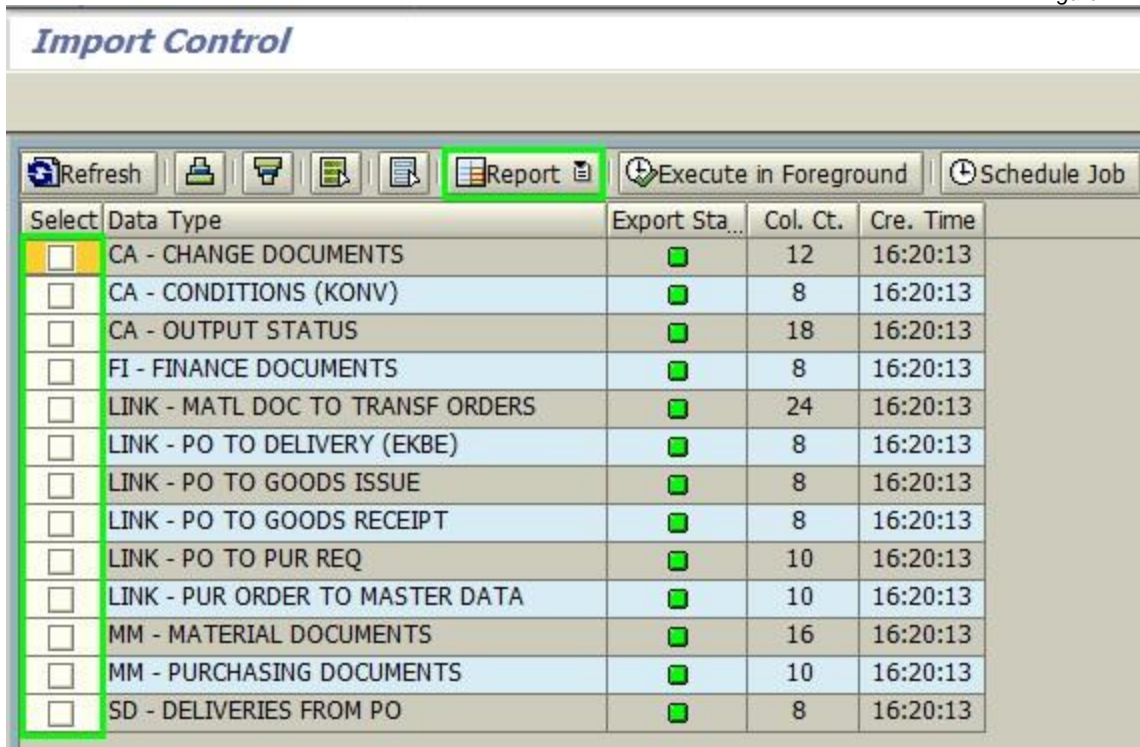 Import Control
Refresh Report Execute in Foreground Schedule Job
Select Data Type Export Sta... Col. Ct. Cre. Time
CA - CHANGE DOCUMENTS 12 16:20:13
CA - CONDITIONS (KONV) 8 16:20:13
CA - OUTPUT STATUS 18 16:20:13
FI - FINANCE DOCUMENTS 8 16:20:13
LINK - MATL DOC TO TRANSF ORDERS 24 16:20:13
LINK - PO TO DELIVERY (EKBE) 8 16:20:13
LINK - PO TO GOODS ISSUE 8 16:20:13
LINK - PO TO GOODS RECEIPT 8 16:20:13
LINK - PO TO PUR REQ 10 16:20:13
LINK - PUR ORDER TO MASTER DATA 10 16:20:13
MM - MATERIAL DOCUMENTS 16 16:20:13
MM - PURCHASING DOCUMENTS 10 16:20:13
SD - DELIVERIES FROM PO 8 16:20:13